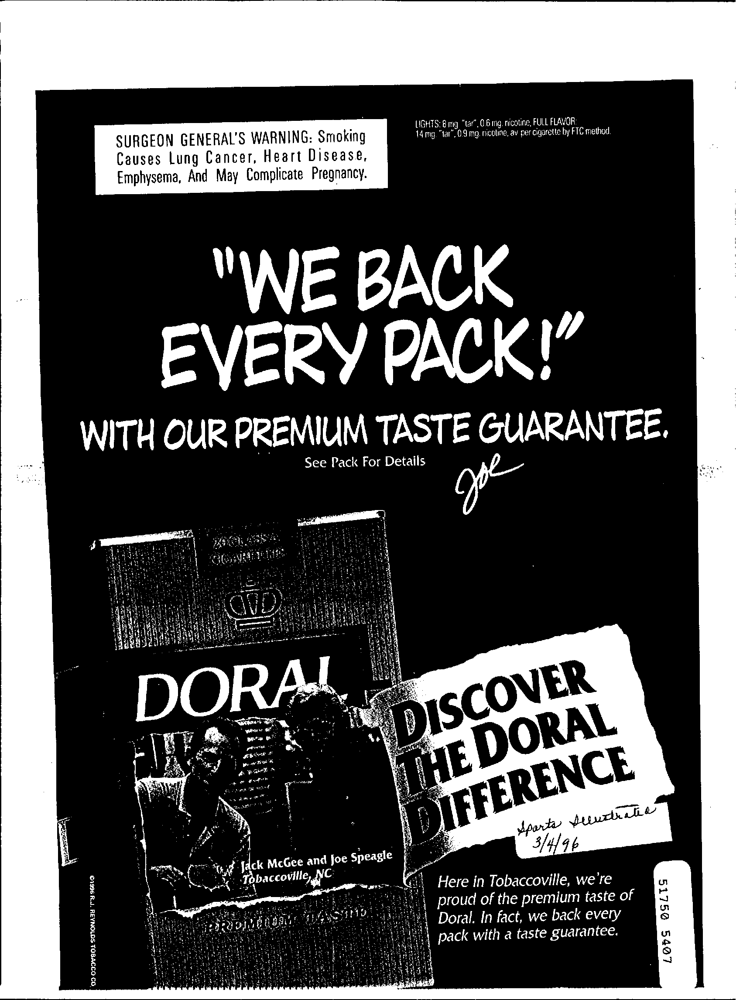 SURGEON GENERAL'S WARNING: Smoking
Causes Lung Cancer, Heart Disease,
Emphysema, And May Complicate Pregnancy.
LIGHTS: 8 mg. "tar", 0.6 mg. nicotine, FULL FLAVOR:
14 mg. "tar", 0.9 mg. nicotine, av. per cigarette by FTC method.
"WE BACK
EVERY PACK!"
WITH OUR PREMIUM TASTE GUARANTEE.
See Pack For Details
Joe
DORAL
DISCOVER
THE DORAL
DIFFERENCE
Sports Illustrated
3/4/96
Jack McGee and Joe Speagle
Tobaccoville, NC
PREMIUM TASTE
Here in Tobaccoville, we're
proud of the premium taste of
Doral. In fact, we back every
pack with a taste guarantee.
©1996 R.J. REYNOLDS TOBACCO CO.
51750 5407